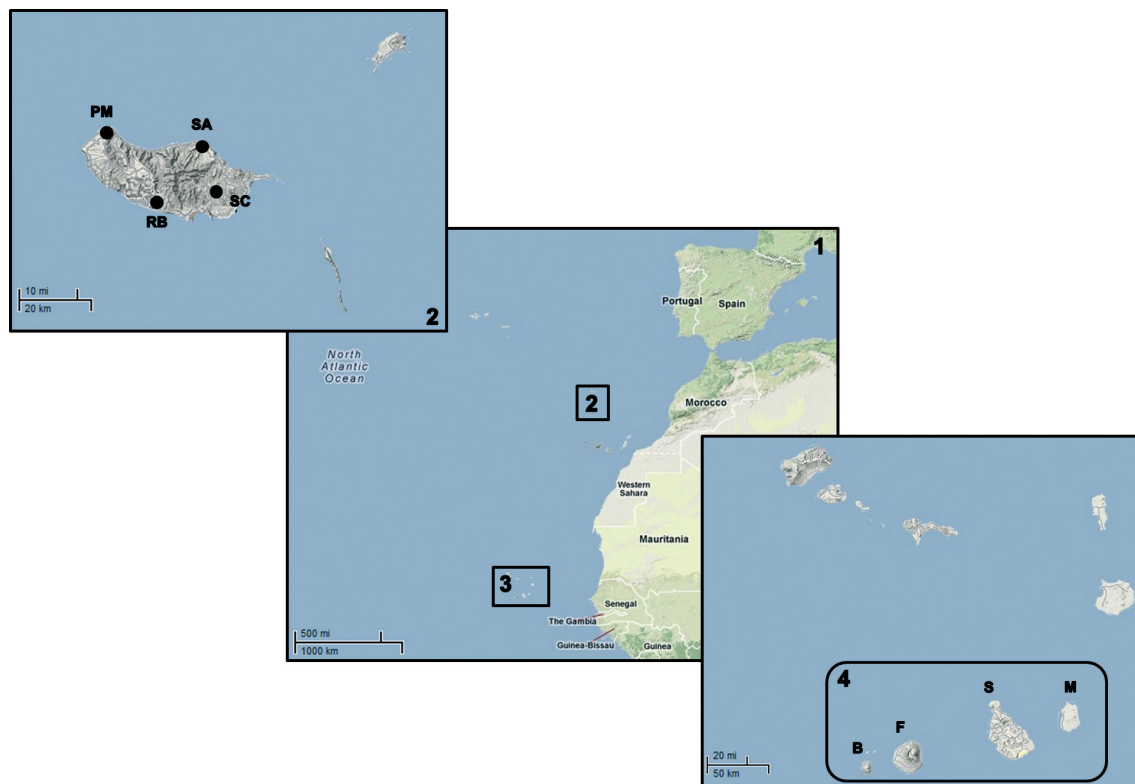 PM
SA
SC
RB
10 mi
20 km
2
1
Portugal
Spain
North
Atlantic
Ocean
2
Morocco
Western
Sahara
Mauritania
3
Senegal
The Gambia
Guinea-Bissau
Guinea
500 mi
1000 km
4
S
M
F
B
20 mi
50 km